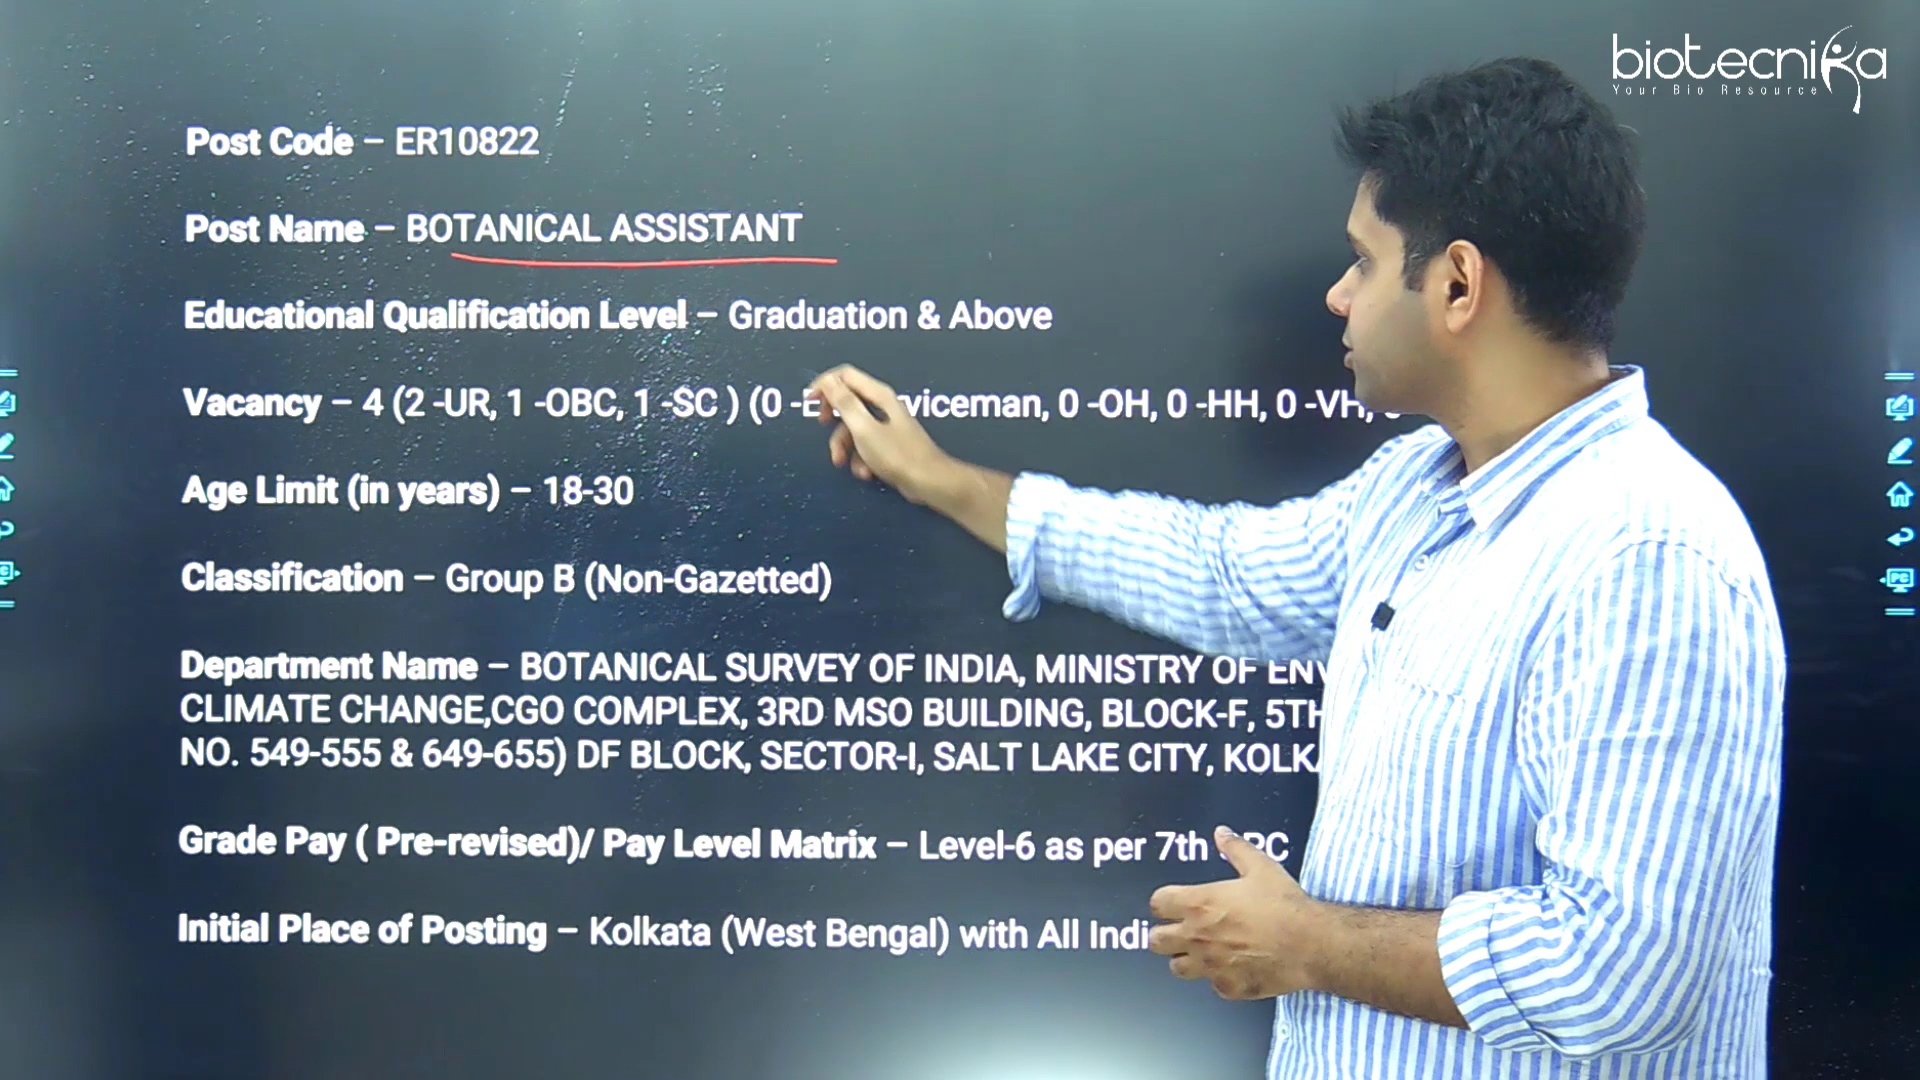 biotecnika
Your Bio Resource
Post Code – ER10822
Post Name – BOTANICAL ASSISTANT
Educational Qualification Level – Graduation & Above
Vacancy – 4 (2 -UR, 1 -OBC, 1 -SC ) (0 - 0 -OH, 0 -HH, 0 -VH,
Age Limit (in years) – 18-30
Classification – Group B (Non-Gazetted)
Department Name – BOTANICAL SURVEY OF INDIA, MINISTRY OF
CLIMATE CHANGE,CGO COMPLEX, 3RD MSO BUILDING, BLOCK-F, 5TH
NO. 549-555 & 649-655) DF BLOCK, SECTOR-I, SALT LAKE CITY,
Grade Pay ( Pre-revised)/ Pay Level Matrix – Level-6 as per 7th
Initial Place of Posting – Kolkata (West Bengal) with All
PC